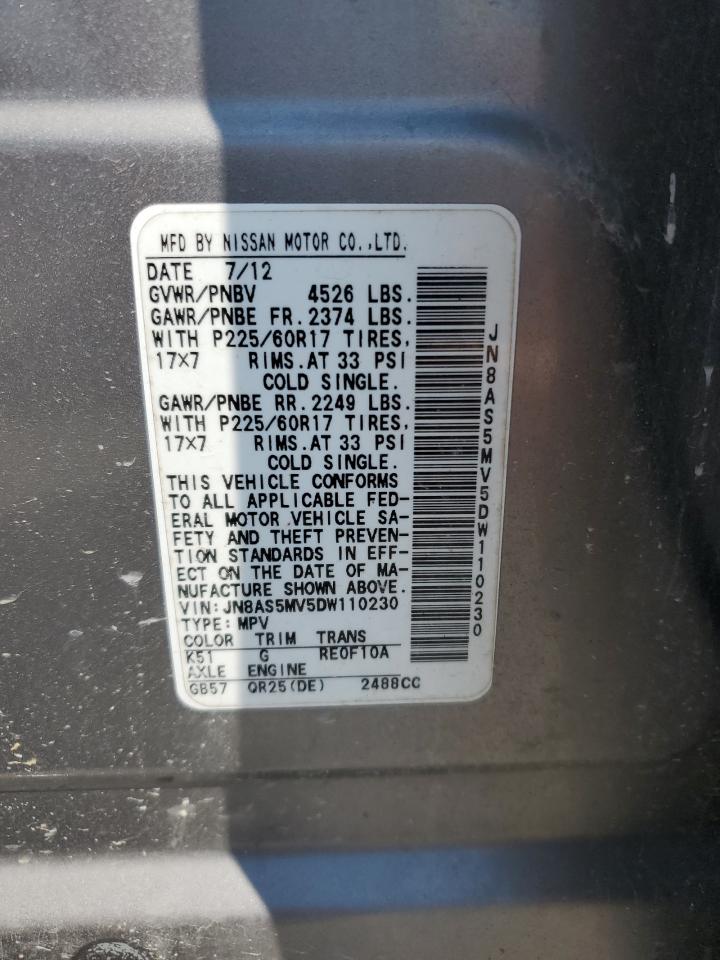 MFD BY NISSAN MOTOR CO.,LTD.
DATE 7/12
GVWR/PNBV 4526 LBS.
GAWR/PNBE FR. 2374 LBS.
WITH P225/60R17 TIRES,
17×7 RIMS.AT 33 PSI
COLD SINGLE.
GAWR/PNBE RR. 2249 LBS.
WITH P225/60R17 TIRES,
17×7 RIMS.AT 33 PSI
COLD SINGLE.
THIS VEHICLE CONFORMS
TO ALL APPLICABLE FED-
ERAL MOTOR VEHICLE SA-
FETY AND THEFT PREVEN-
TION STANDARDS IN EFF-
ECT ON THE DATE OF MA-
NUFACTURE SHOWN ABOVE.
VIN: JN8AS5MV5DW110230
TYPE: MPV
COLOR TRIM TRANS
K51 G RE0F10A
AXLE ENGINE
GB57 QR25(DE) 2488CC
JN8AS5MV5DW110230